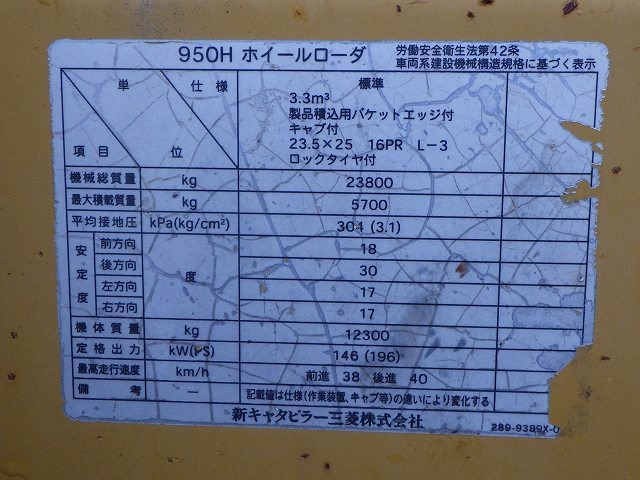 950H ホイールローダ
労働安全衛生法第42条
車両系建設機械構造規格に基づく表示
単 仕様
項目 位
標準
3.3m³
製品積込用バケットエッジ付
キャブ付
23.5×25 16PR L-3
ロックタイヤ付
機械総質量 kg 23800
最大積載質量 kg 5700
平均接地圧 kPa(kg/cm²) 304 (3.1)
安定度 度
前方向 18
後方向 30
左方向 17
右方向 17
機体質量 kg 12300
定格出力 kW(PS) 146 (196)
最高走行速度 km/h 前進 38 後進 40
備考 — 記載値は仕様(作業装置、キャブ等)の違いにより変化する
新キャタピラー三菱株式会社
289-9389X-0